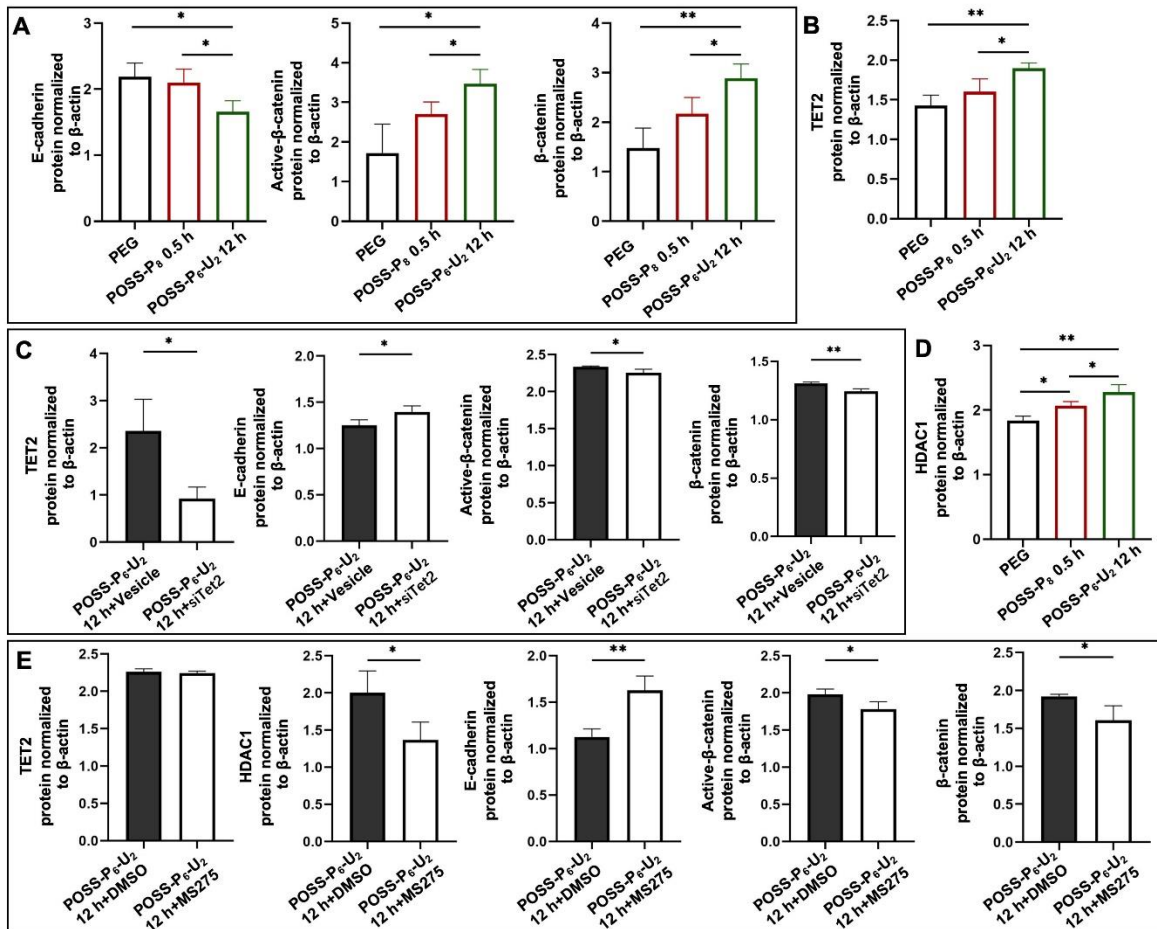 A
E-cadherin
protein normalized
to β-actin
3
2
1
0
*
*
PEG
POSS-P₈ 0.5 h
POSS-P₆-U₂ 12 h
Active-β-catenin
protein normalized
to β-actin
5
4
3
2
1
0
*
*
PEG
POSS-P₈ 0.5 h
POSS-P₆-U₂ 12 h
β-catenin
protein normalized
to β-actin
4
3
2
1
0
**
*
PEG
POSS-P₈ 0.5 h
POSS-P₆-U₂ 12 h
B
TET2
protein normalized
to β-actin
2.5
2.0
1.5
1.0
0.5
0.0
**
*
PEG
POSS-P₈ 0.5 h
POSS-P₆-U₂ 12 h
C
TET2
protein normalized
to β-actin
4
3
2
1
0
*
POSS-P₆-U₂
12 h+Vesicle
POSS-P₆-U₂
12 h+siTet2
E-cadherin
protein normalized
to β-actin
2.0
1.5
1.0
0.5
0.0
*
POSS-P₆-U₂
12 h+Vesicle
POSS-P₆-U₂
12 h+siTet2
Active-β-catenin
protein normalized
to β-actin
2.5
2.0
1.5
1.0
0.5
0.0
*
POSS-P₆-U₂
12 h+Vesicle
POSS-P₆-U₂
12 h+siTet2
β-catenin
protein normalized
to β-actin
1.5
1.0
0.5
0.0
**
POSS-P₆-U₂
12 h+Vesicle
POSS-P₆-U₂
12 h+siTet2
D
HDAC1
protein normalized
to β-actin
3
2
1
0
**
*
*
PEG
POSS-P₈ 0.5 h
POSS-P₆-U₂ 12 h
E
TET2
protein normalized
to β-actin
2.5
2.0
1.5
1.0
0.5
0.0
POSS-P₆-U₂
12 h+DMSO
POSS-P₆-U₂
12 h+MS275
HDAC1
protein normalized
to β-actin
2.5
2.0
1.5
1.0
0.5
0.0
*
POSS-P₆-U₂
12 h+DMSO
POSS-P₆-U₂
12 h+MS275
E-cadherin
protein normalized
to β-actin
2.0
1.5
1.0
0.5
0.0
**
POSS-P₆-U₂
12 h+DMSO
POSS-P₆-U₂
12 h+MS275
Active-β-catenin
protein normalized
to β-actin
2.5
2.0
1.5
1.0
0.5
0.0
*
POSS-P₆-U₂
12 h+DMSO
POSS-P₆-U₂
12 h+MS275
β-catenin
protein normalized
to β-actin
2.5
2.0
1.5
1.0
0.5
0.0
*
POSS-P₆-U₂
12 h+DMSO
POSS-P₆-U₂
12 h+MS275